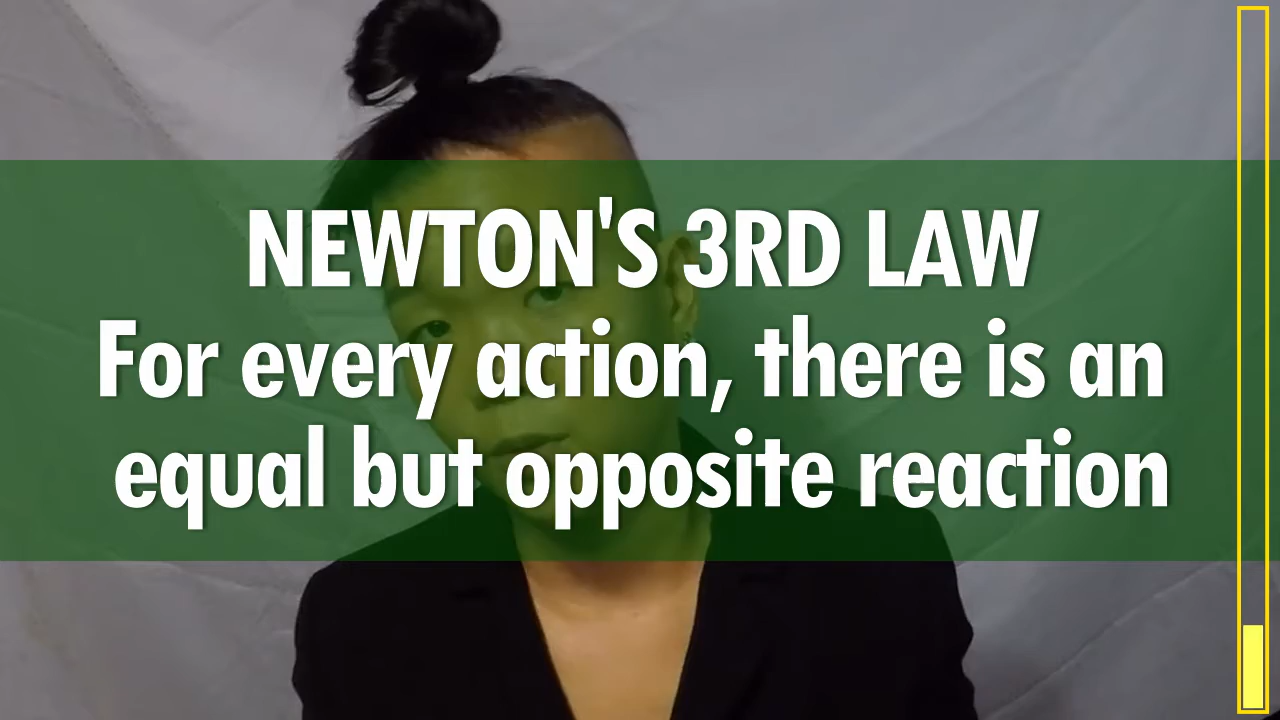 NEWTON'S 3RD LAW
For every action, there is an
equal but opposite reaction